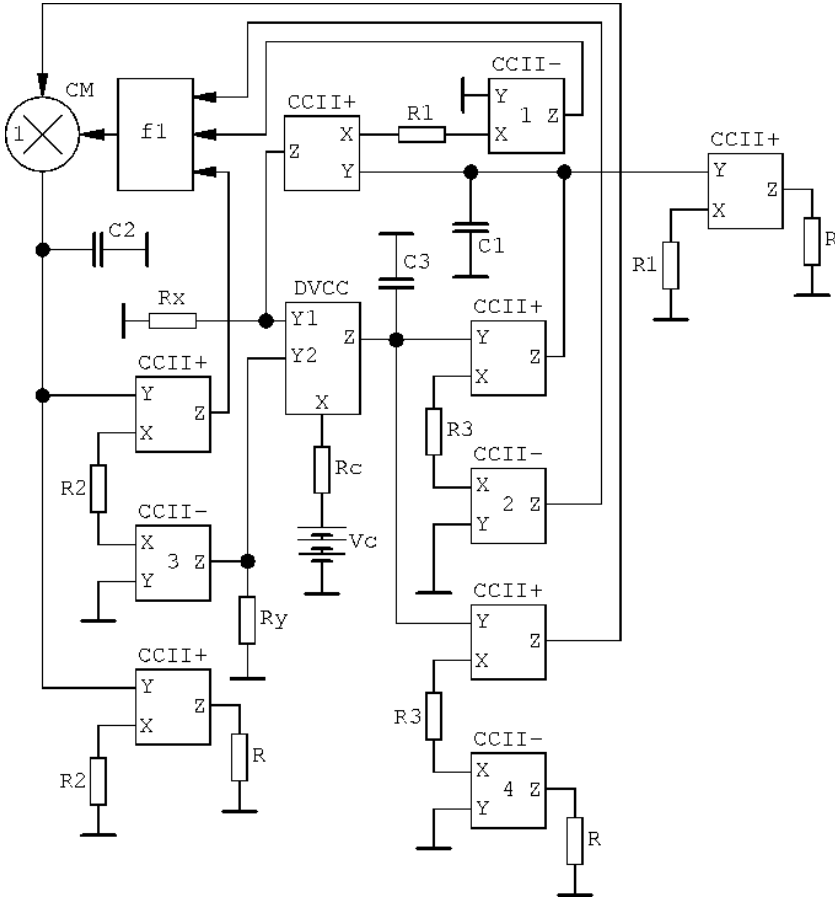 CM
1
f1
C2
CCII+
X
Z
Y
R1
CCII-
Y
1
Z
X
CCII+
Y
Z
X
R1
R
C1
C3
Rx
DVCC
Y1
Z
Y2
X
Rc
Vc
CCII+
Y
Z
X
R3
CCII-
X
2
Z
Y
CCII+
Y
Z
X
R2
CCII-
X
3
Z
Y
Ry
CCII+
Y
Z
X
R2
R
CCII+
Y
Z
X
R3
CCII-
X
4
Z
Y
R